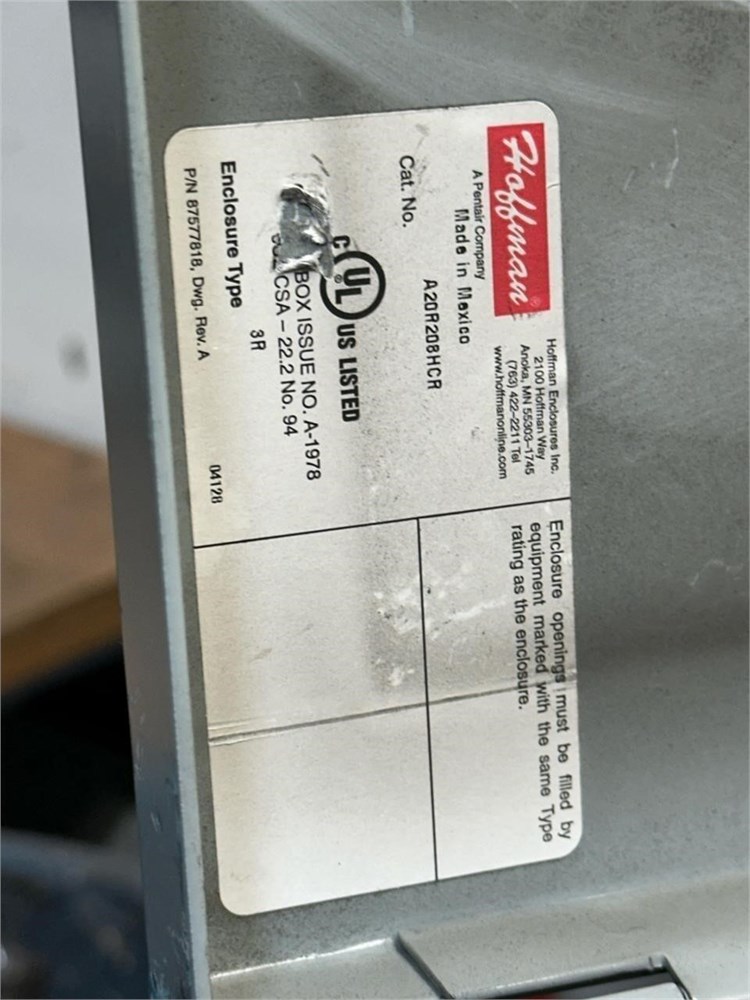 Hoffman®
A Pentair Company
Made in Mexico
Hoffman Enclosures Inc.
2100 Hoffman Way
Anoka, MN 55303-1745
(763) 422-2211 Tel
www.hoffmanonline.com
Enclosure openings must be filled by
equipment marked with the same Type
rating as the enclosure.
Cat. No.
A20R208HCR
C UL® US LISTED
BOX ISSUE NO. A-1978
CSA - 22.2 No. 94
Enclosure Type
3R
P/N 87577818, Dwg. Rev. A
04128